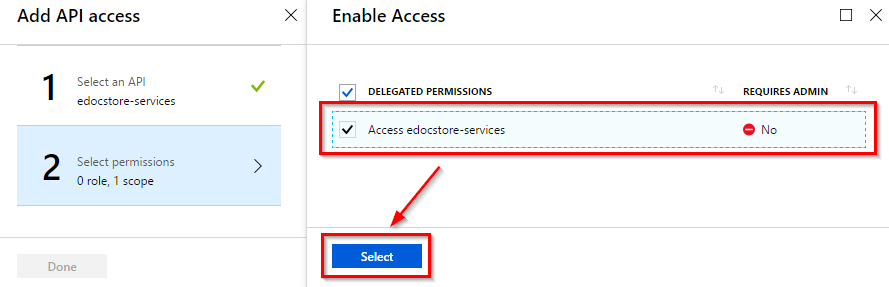 Add API access
1
Select an API
edocstore-services
2
Select permissions
0 role, 1 scope
Done
Enable Access
DELEGATED PERMISSIONS REQUIRES ADMIN
Access edocstore-services No
Select